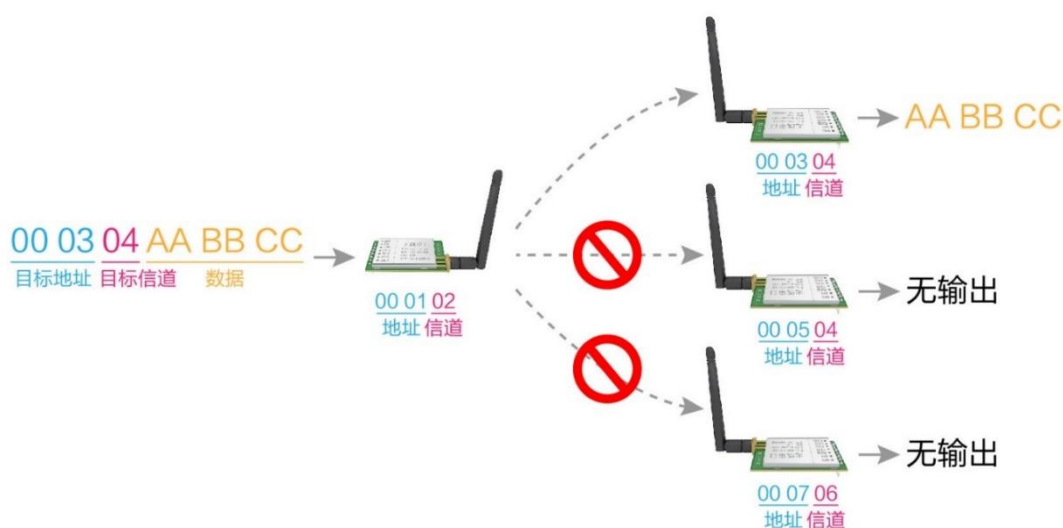 00 03 04 AA BB CC
目标地址 目标信道 数据
00 01 02
地址 信道
00 03 04
地址 信道
AA BB CC
00 05 04
地址 信道
无输出
00 07 06
地址 信道
无输出